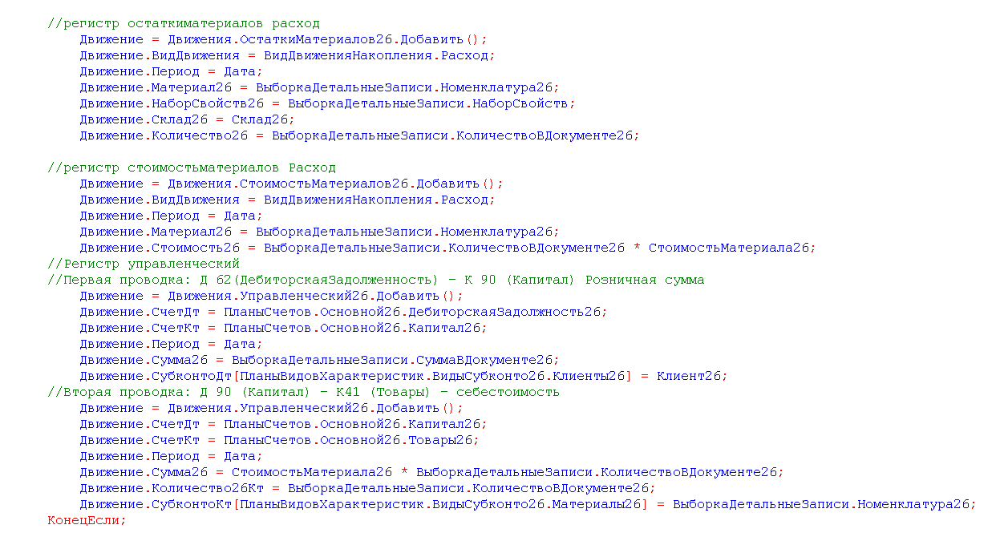 //регистр остаткиматериалов расход
Движение = Движения.ОстаткиМатериалов26.Добавить();
Движение.ВидДвижения = ВидДвиженияНакопления.Расход;
Движение.Период = Дата;
Движение.Материал26 = ВыборкаДетальныеЗаписи.Номенклатура26;
Движение.НаборСвойств26 = ВыборкаДетальныеЗаписи.НаборСвойств;
Движение.Склад26 = Склад26;
Движение.Количество26 = ВыборкаДетальныеЗаписи.КоличествоВДокументе26;
//регистр стоимостьматериалов Расход
Движение = Движения.СтоимостьМатериалов26.Добавить();
Движение.ВидДвижения = ВидДвиженияНакопления.Расход;
Движение.Период = Дата;
Движение.Материал26 = ВыборкаДетальныеЗаписи.Номенклатура26;
Движение.Стоимость26 = ВыборкаДетальныеЗаписи.КоличествоВДокументе26 * СтоимостьМатериала26;
//Регистр управленческий
//Первая проводка: Д 62(ДебиторскаяЗадолженность) – К 90 (Капитал) Розничная сумма
Движение = Движения.Управленческий26.Добавить();
Движение.СчетДт = ПланыСчетов.Основной26.ДебиторскаяЗадолжность26;
Движение.СчетКт = ПланыСчетов.Основной26.Капитал26;
Движение.Период = Дата;
Движение.Сумма26 = ВыборкаДетальныеЗаписи.СуммаВДокументе26;
Движение.СубконтоДт[ПланыВидовХарактеристик.ВидыСубконто26.Клиенты26] = Клиент26;
//Вторая проводка: Д 90 (Капитал) – К41 (Товары) – себестоимость
Движение = Движения.Управленческий26.Добавить();
Движение.СчетДт = ПланыСчетов.Основной26.Капитал26;
Движение.СчетКт = ПланыСчетов.Основной26.Товары26;
Движение.Период = Дата;
Движение.Сумма26 = СтоимостьМатериала26 * ВыборкаДетальныеЗаписи.КоличествоВДокументе26;
Движение.Количество26Кт = ВыборкаДетальныеЗаписи.КоличествоВДокументе26;
Движение.СубконтоКт[ПланыВидовХарактеристик.ВидыСубконто26.Материалы26] = ВыборкаДетальныеЗаписи.Номенклатура26;
КонецЕсли;